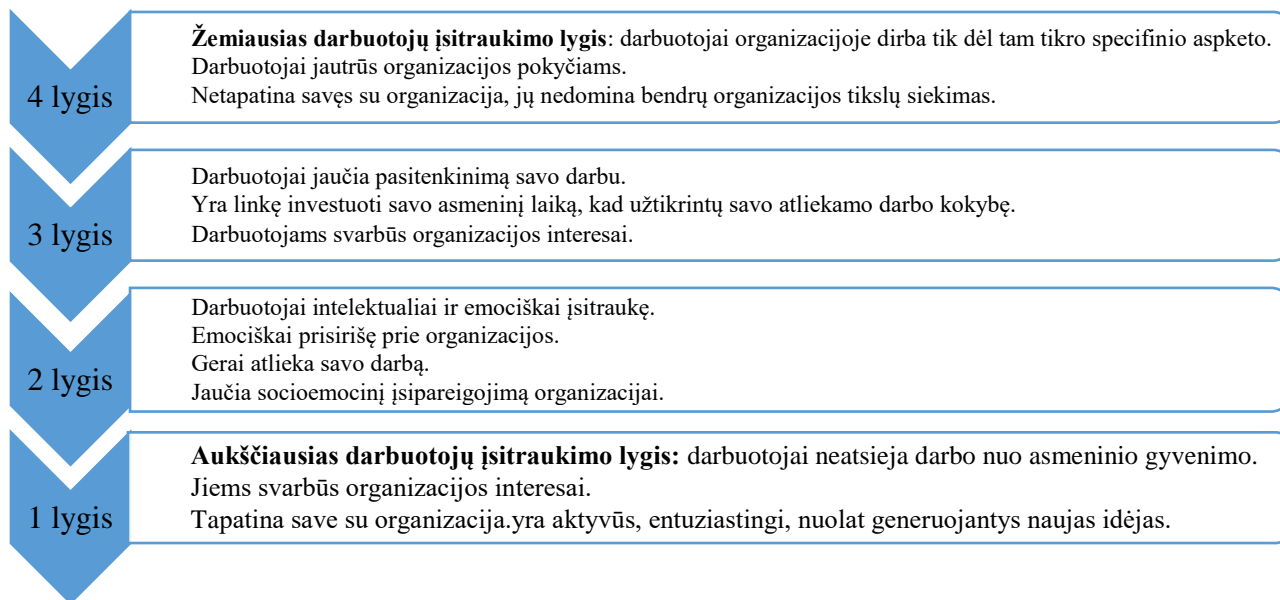 4 lygis
Žemiausias darbuotojų įsitraukimo lygis: darbuotojai organizacijoje dirba tik dėl tam tikro specifinio aspketo.
Darbuotojai jautrūs organizacijos pokyčiams.
Netapatina savęs su organizacija, jų nedomina bendrų organizacijos tikslų siekimas.
3 lygis
Darbuotojai jaučia pasitenkinimą savo darbu.
Yra linkę investuoti savo asmeninį laiką, kad užtikrintų savo atliekamo darbo kokybę.
Darbuotojams svarbūs organizacijos interesai.
2 lygis
Darbuotojai intelektualiai ir emociškai įsitraukę.
Emociškai prisirišę prie organizacijos.
Gerai atlieka savo darbą.
Jaučia socioemocinį įsipareigojimą organizacijai.
1 lygis
Aukščiausias darbuotojų įsitraukimo lygis: darbuotojai neatsieja darbo nuo asmeninio gyvenimo.
Jiems svarbūs organizacijos interesai.
Tapatina save su organizacija.yra aktyvūs, entuziastingi, nuolat generuojantys naujas idėjas.